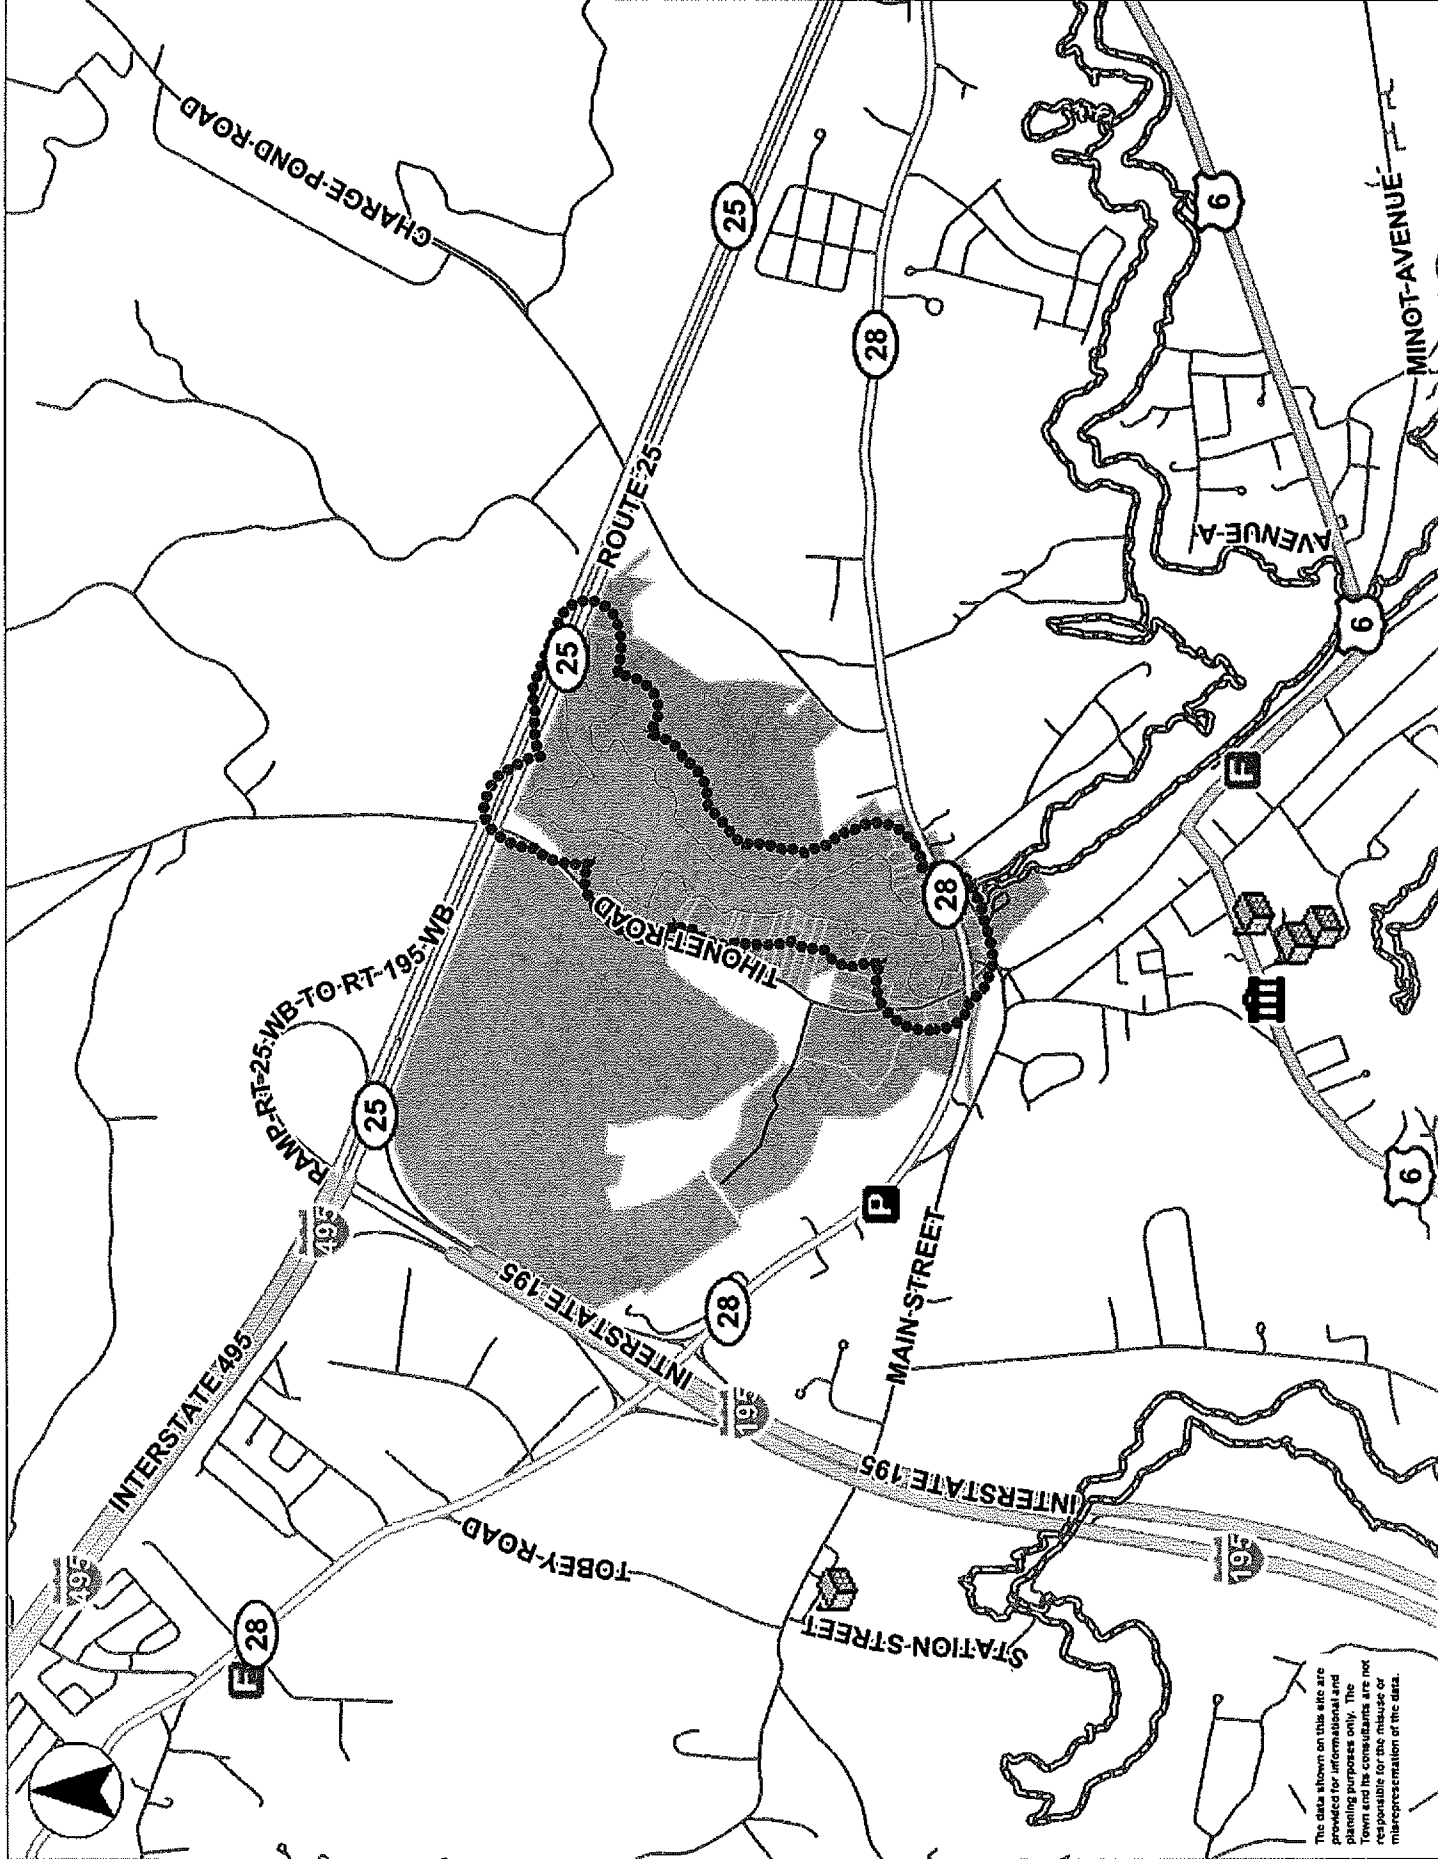 CHARGE-POND-ROAD
25
ROUTE 25
28
6
MINOT-AVENUE
AVENUE-A
6
25
RAMP-RT-25-WB-TO-RT-195-WB
TIHONET-ROAD
28
F
25
495
INTERSTATE 495
INTERSTATE 195
28
P
MAIN-STREET
6
195
INTERSTATE 195
195
495
28
F
TOBEY-ROAD
STATION-STREET
The data shown on this site are
provided for informational and
planning purposes only. The
Town and its consultants are not
responsible for the misuse or
misrepresentation of the data.